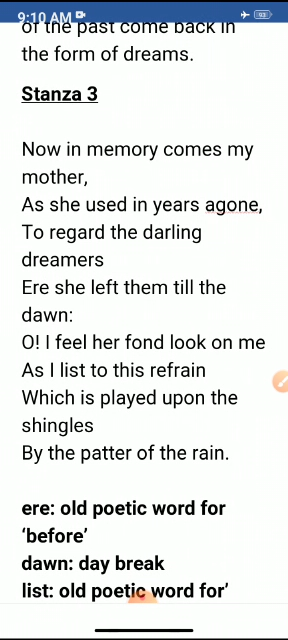 9:10 AM
93
of the past come back in
the form of dreams.
Stanza 3
Now in memory comes my
mother,
As she used in years agone,
To regard the darling
dreamers
Ere she left them till the
dawn:
O! I feel her fond look on me
As I list to this refrain
Which is played upon the
shingles
By the patter of the rain.
ere: old poetic word for
‘before’
dawn: day break
list: old poetic word for’